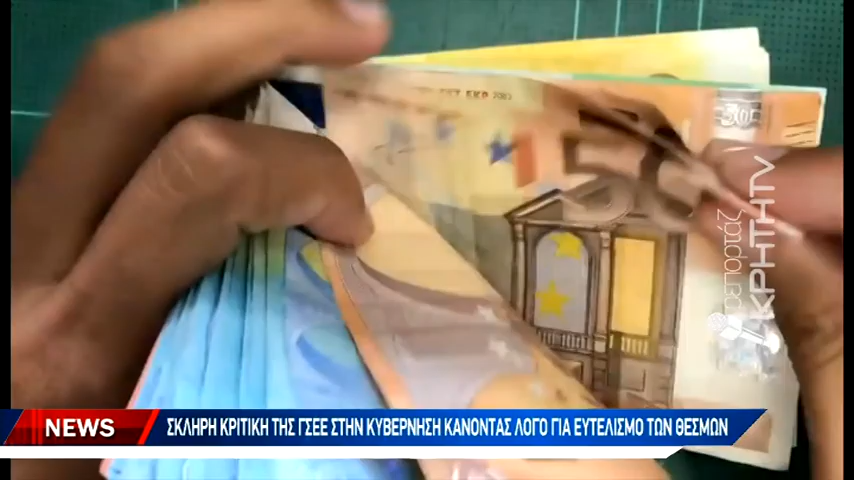 ρεπορτάζ
ΚΡΗΤΗTV
NEWS
ΣΚΛΗΡΗ ΚΡΙΤΙΚΗ ΤΗΣ ΓΣΕΕ ΣΤΗΝ ΚΥΒΕΡΝΗΣΗ ΚΑΝΟΝΤΑΣ ΛΟΓΟ ΓΙΑ ΕΥΤΕΛΙΣΜΟ ΤΩΝ ΘΕΣΜΩΝ